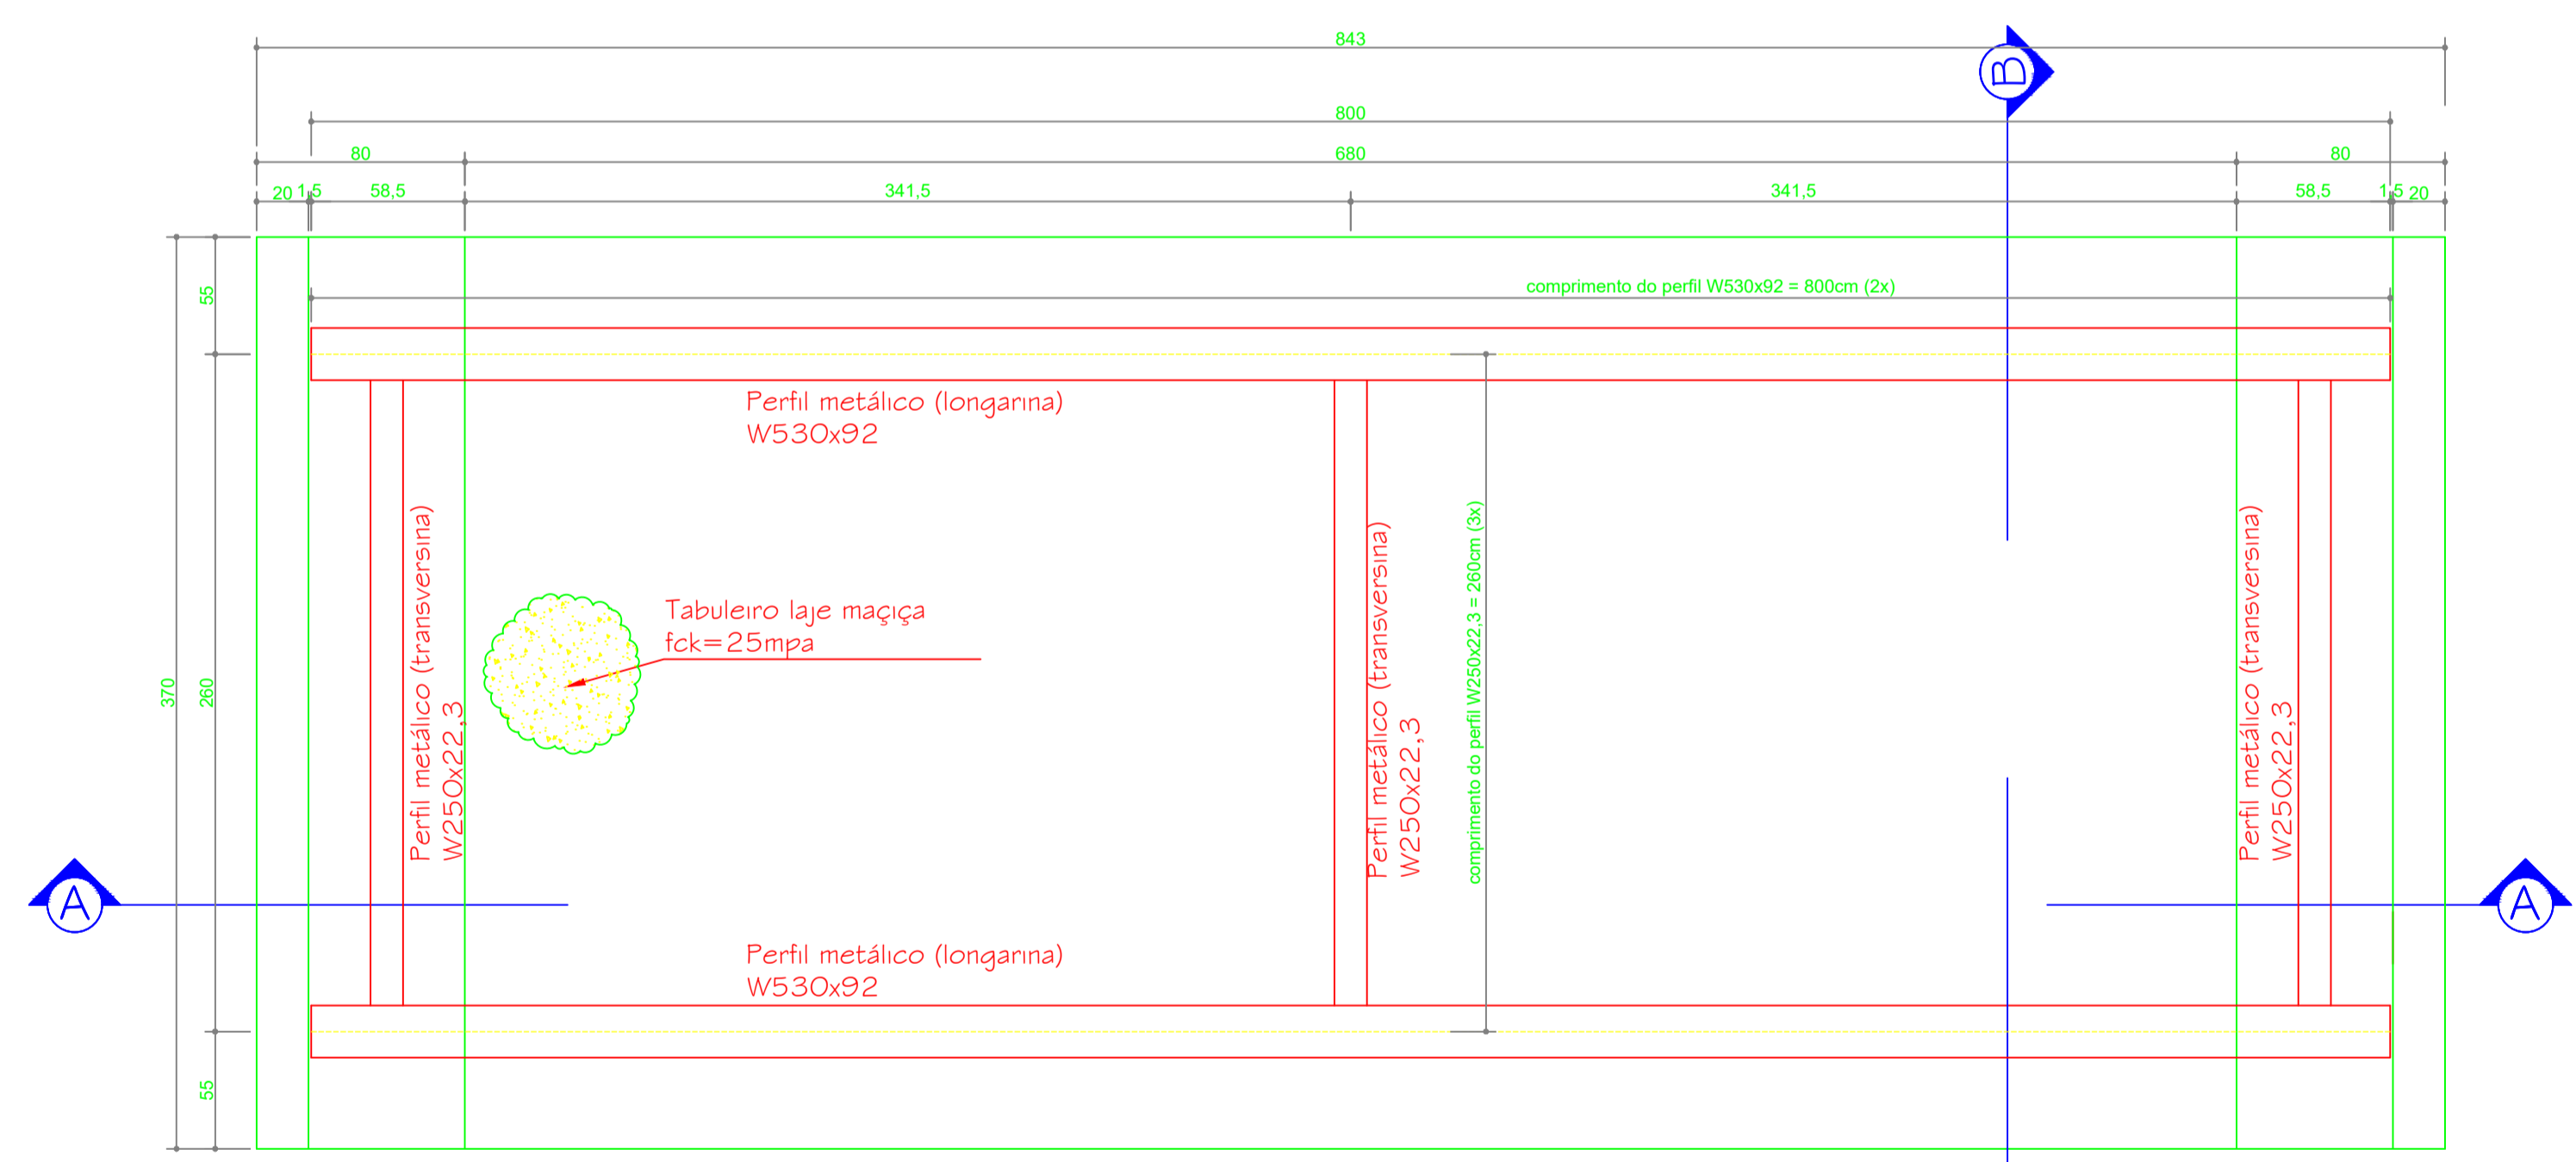 843
B
800
80
680
80
20
1,5
58,5
341,5
341,5
58,5
1,5
20
55
comprimento do perfil W530x92 = 800cm (2x)
Perfil metálico (longarina)
W530x92
Perfil metálico (transversina)
W250x22,3
Tabuleiro laje maçiça
fck=25mpa
Perfil metálico (transversina)
W250x22,3
comprimento do perfil W250x22,3 = 260cm (3x)
Perfil metálico (transversina)
W250x22,3
370
260
A
A
Perfil metálico (longarina)
W530x92
55